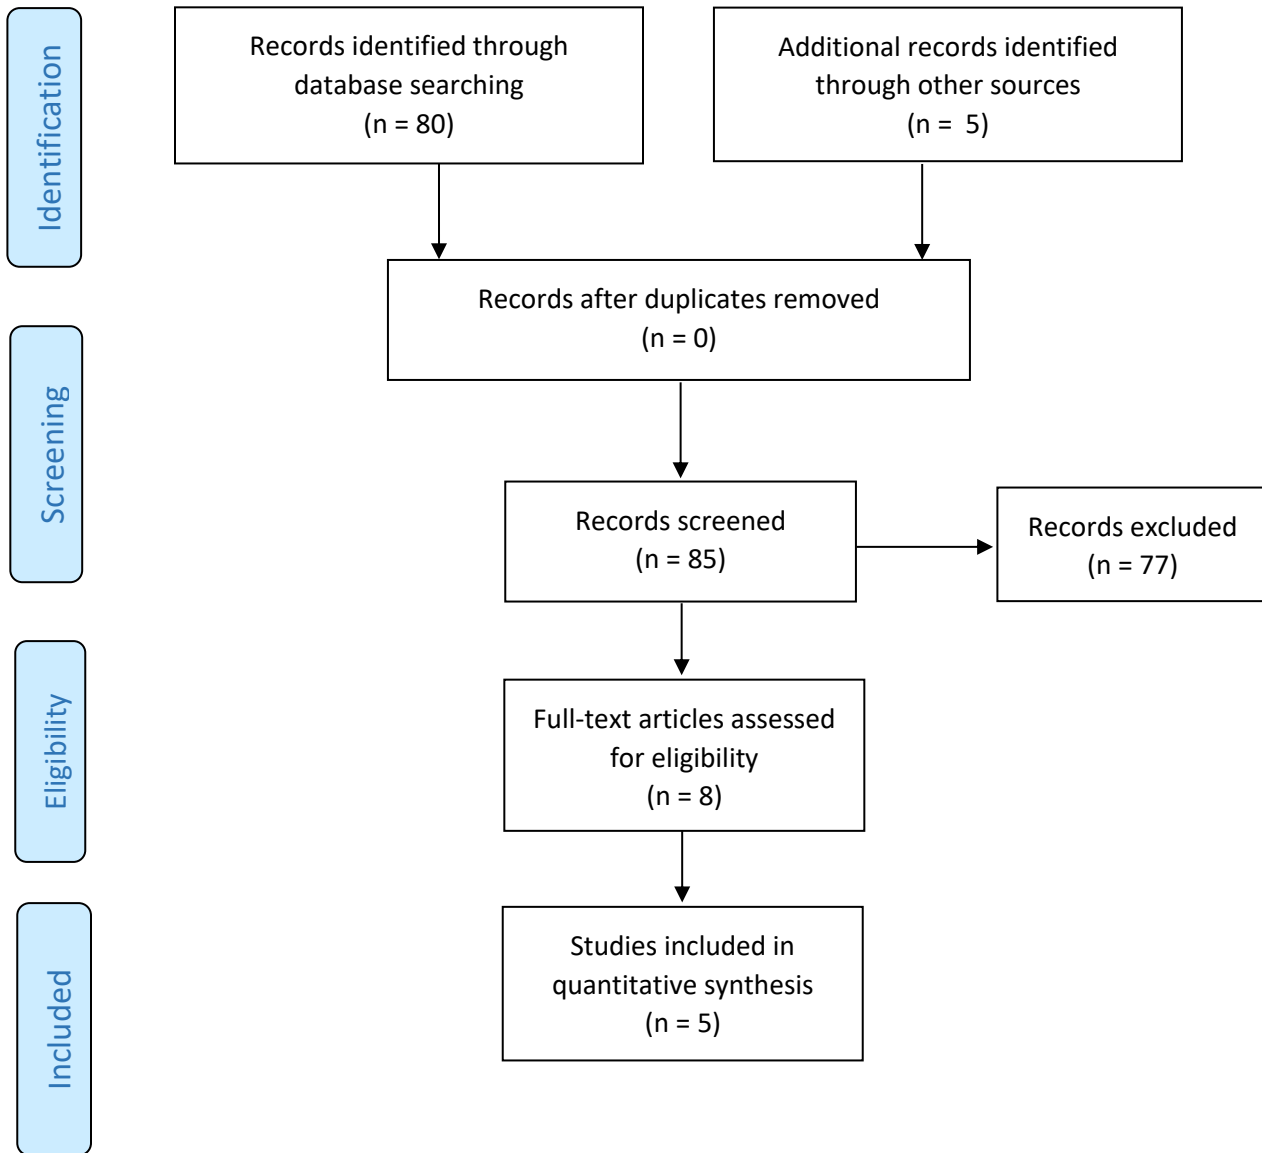 Identification
Records identified through
database searching
(n = 80)
Additional records identified
through other sources
(n =  5)
Records after duplicates removed
(n = 0)
Screening
Records screened
(n = 85)
Records excluded
(n = 77)
Eligibility
Full-text articles assessed
for eligibility
(n = 8)
Included
Studies included in
quantitative synthesis
(n = 5)